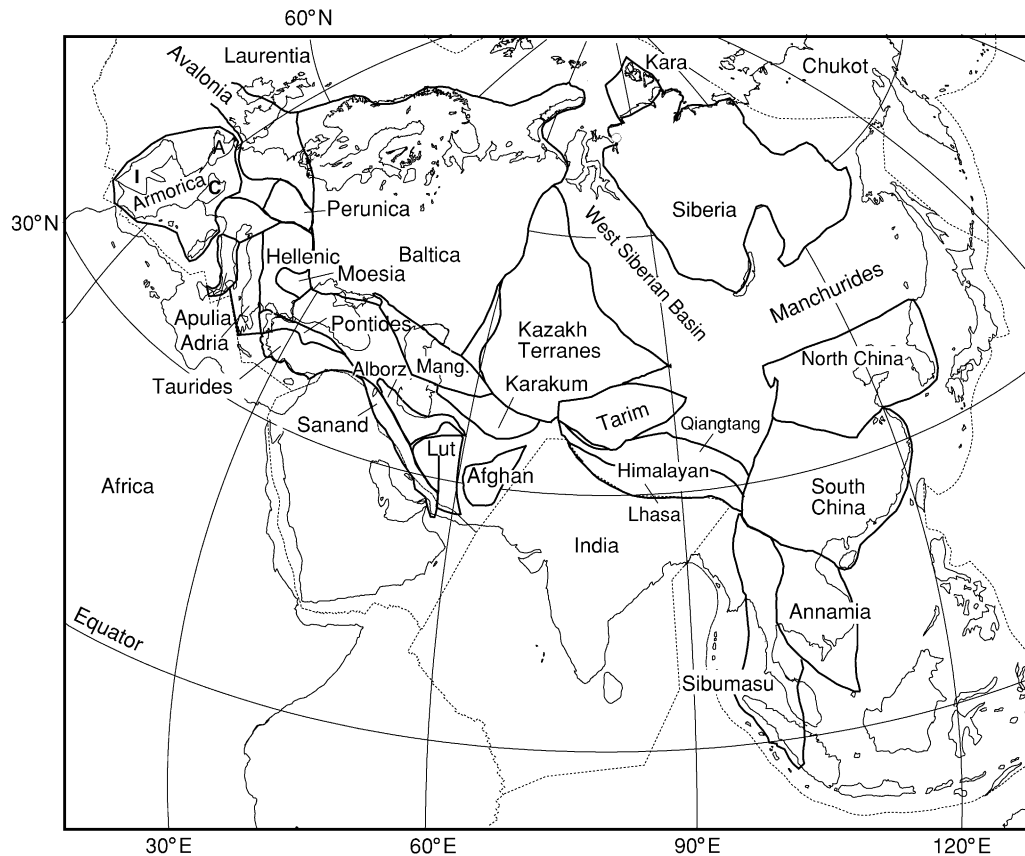 60°N
Laurentia
Kara
Chukot
Avalonia
A
I
Armorica
C
Perunica
Siberia
30°N
West Siberian Basin
Hellenic
Baltica
Moesia
Manchurides
Apulia
Pontides
Adria
Kazakh
Terranes
North China
Taurides
Alborz
Mang.
Karakum
Sanand
Tarim
Qiangtang
Lut
Afghan
Himalayan
Africa
South
China
Lhasa
India
Annamia
Equator
Sibumasu
30°E
60°E
90°E
120°E